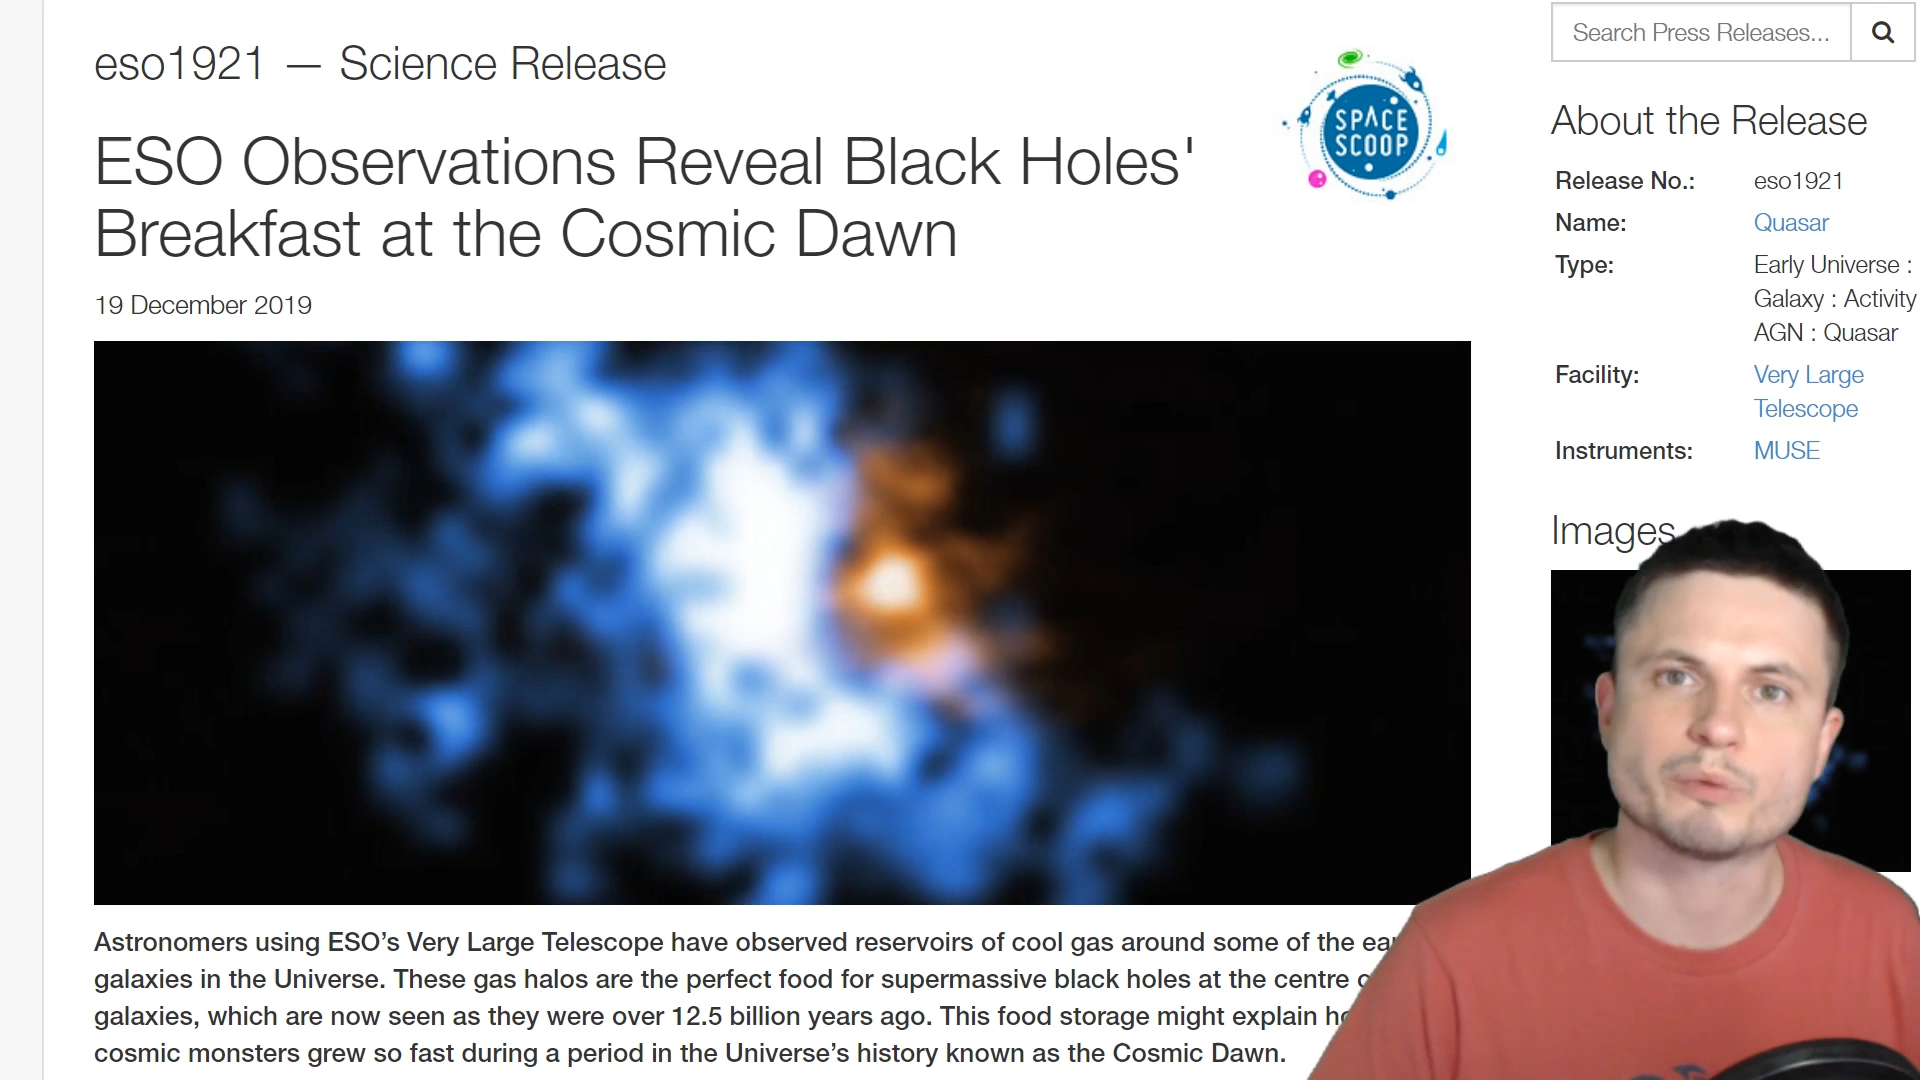 eso1921 — Science Release
ESO Observations Reveal Black Holes'
Breakfast at the Cosmic Dawn
19 December 2019
SPACE
SCOOP
Astronomers using ESO’s Very Large Telescope have observed reservoirs of cool gas around some of the
galaxies in the Universe. These gas halos are the perfect food for supermassive black holes at the centre
galaxies, which are now seen as they were over 12.5 billion years ago. This food storage might explain
cosmic monsters grew so fast during a period in the Universe’s history known as the Cosmic Dawn.
Search Press Releases...
About the Release
Release No.: eso1921
Name: Quasar
Type: Early Universe :
Galaxy : Activity
AGN : Quasar
Facility: Very Large
Telescope
Instruments: MUSE
Images